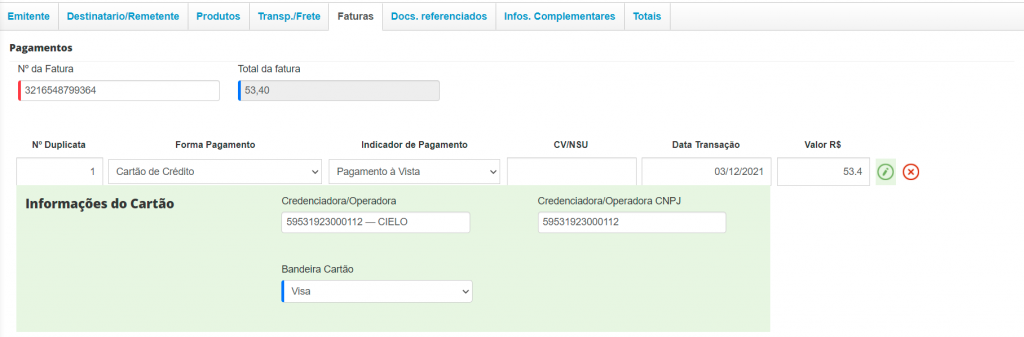 Emitente Destinatario/Remetente Produtos Transp./Frete Faturas Docs. referenciados Infos. Complementares Totais
Pagamentos
Nº da Fatura Total da fatura
3216548799364 53,40
Nº Duplicata Forma Pagamento Indicador de Pagamento CV/NSU Data Transação Valor R$
1 Cartão de Crédito Pagamento à Vista 03/12/2021 53.4
Informações do Cartão Credenciadora/Operadora Credenciadora/Operadora CNPJ
59531923000112 — CIELO 59531923000112
Bandeira Cartão
Visa